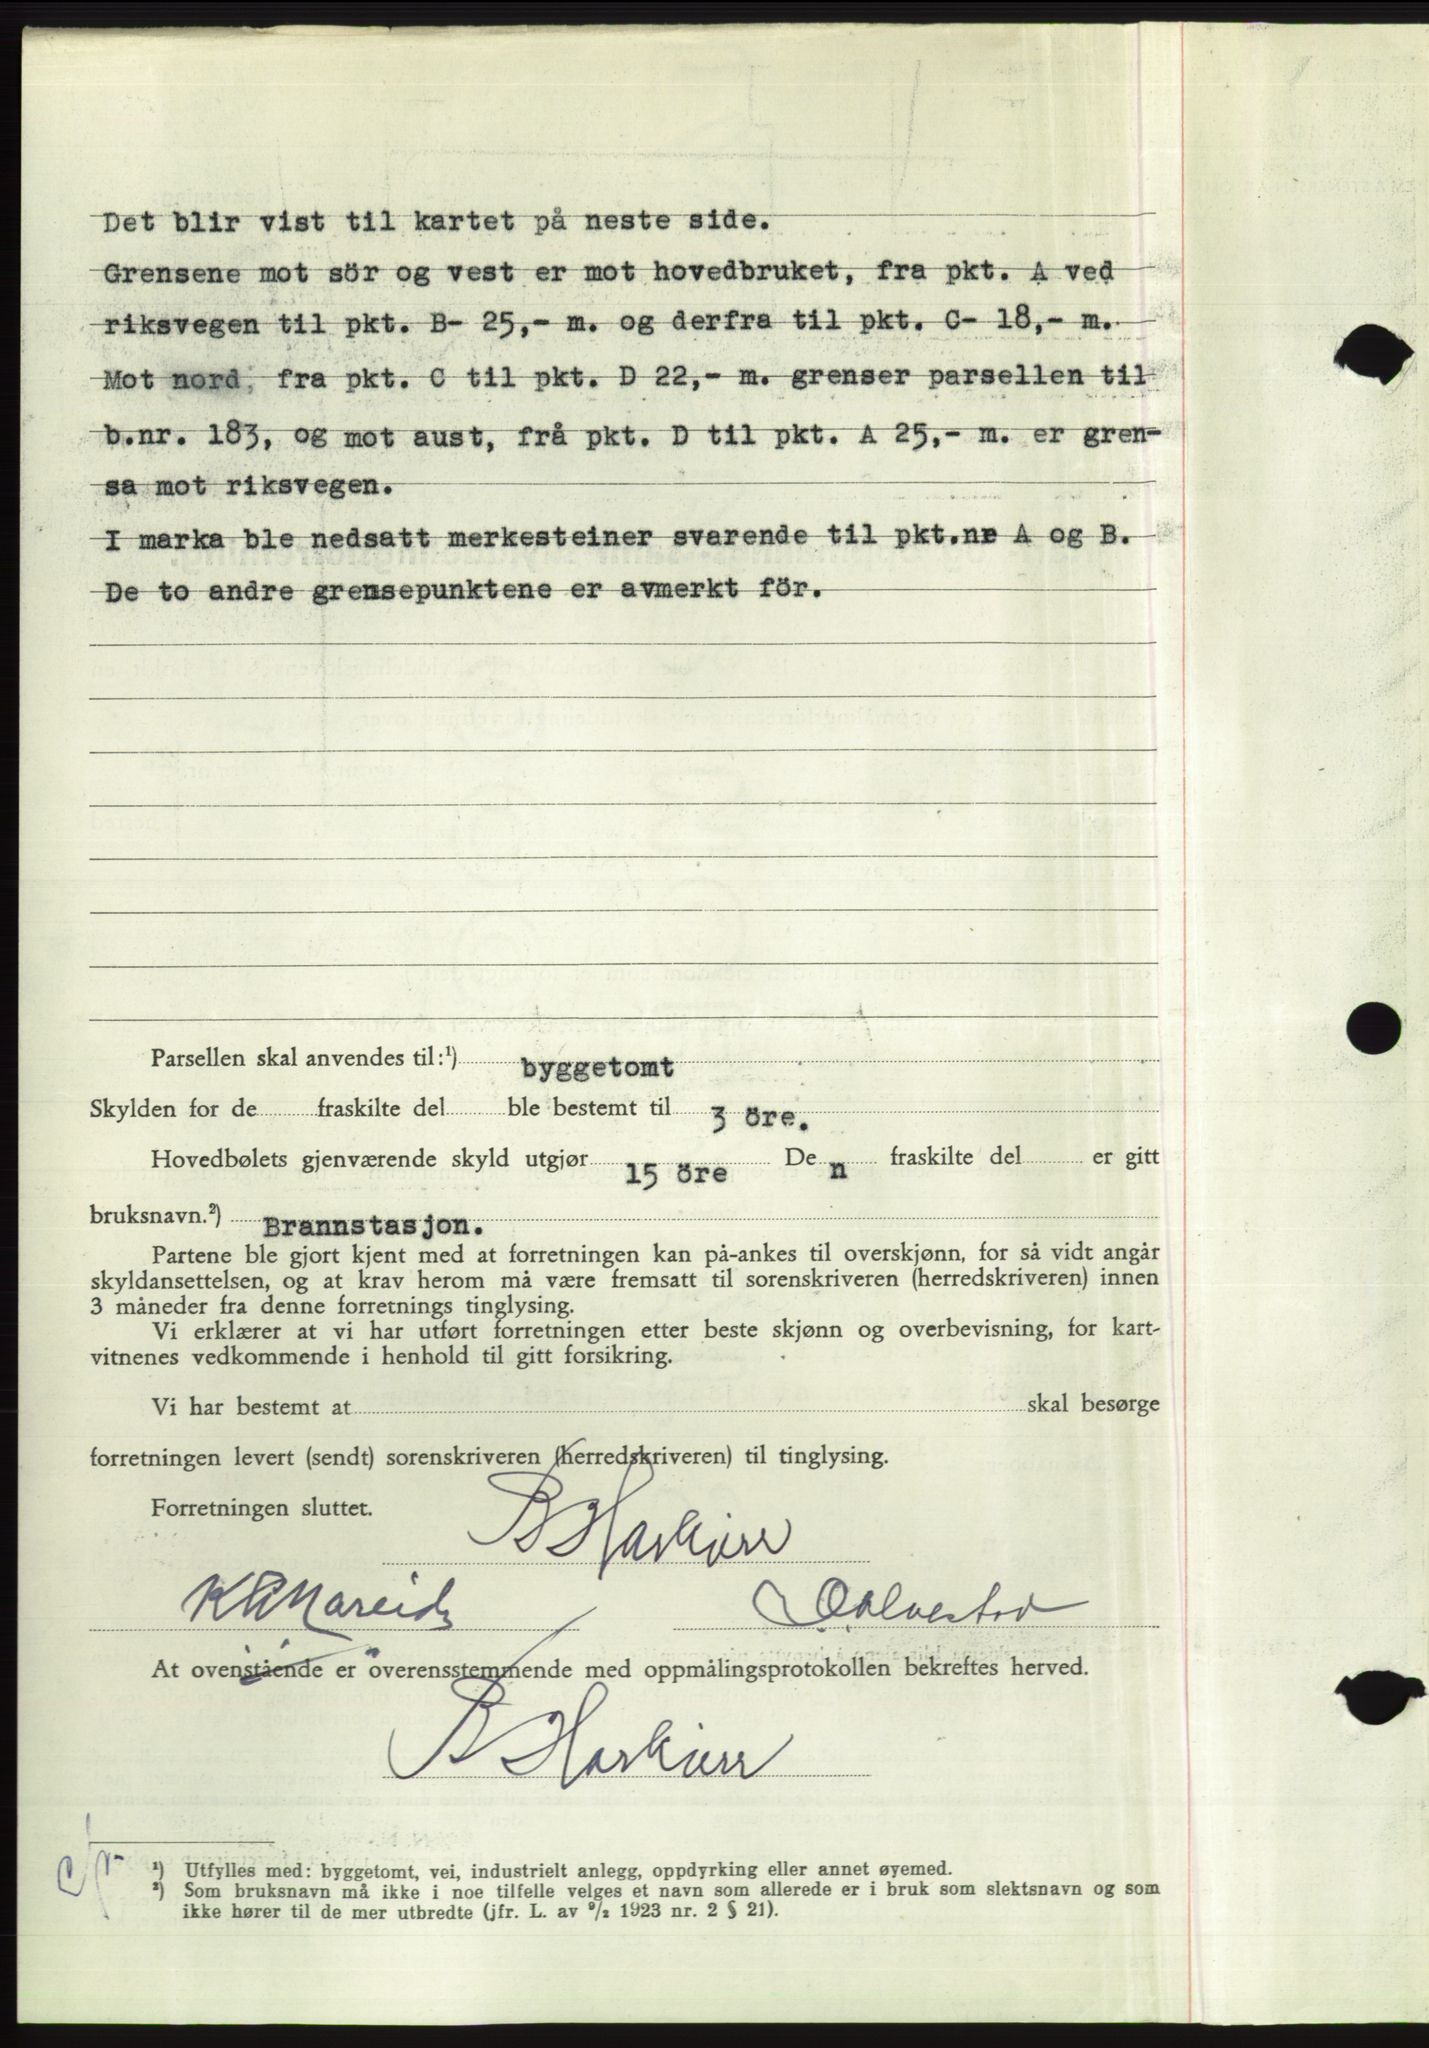 Det blir vist til kartet på neste side.
Grensene mot sör og vest er mot hovedbruket, fra pkt. A ved
riksvegen til pkt. B- 25,- m. og derfra til pkt. C- 18,- m.
Mot nord, fra pkt. C til pkt. D 22,- m. grenser parsellen til
b.nr. 183, og mot aust, frå pkt. D til pkt. A 25,- m. er gren-
sa mot riksvegen.
I marka ble nedsatt merkesteiner svarende til pkt.nr A og B.
De to andre grensepunktene er avmerkt för.
Parsellen skal anvendes til:¹) byggetomt
Skylden for de fraskilte del ble bestemt til 3 öre.
Hovedbølets gjenværende skyld utgjør 15 öre Den fraskilte del er gitt
bruksnavn.²) Brannstasjon.
Partene ble gjort kjent med at forretningen kan på-ankes til overskjønn, for så vidt angår
skyldansettelsen, og at krav herom må være fremsatt til sorenskriveren (herredskriveren) innen
3 måneder fra denne forretnings tinglysing.
Vi erklærer at vi har utført forretningen etter beste skjønn og overbevisning, for kart-
vitnenes vedkommende i henhold til gitt forsikring.
Vi har bestemt at skal besørge
forretningen levert (sendt) sorenskriveren (herredskriveren) til tinglysing.
Forretningen sluttet.
At ovenstående er overensstemmende med oppmålingsprotokollen bekreftes herved.
¹) Utfylles med: byggetomt, vei, industrielt anlegg, oppdyrking eller annet øyemed.
²) Som bruksnavn må ikke i noe tilfelle velges et navn som allerede er i bruk som slektsnavn og som
ikke hører til de mer utbredte (jfr. L. av ⁹/₂ 1923 nr. 2 § 21).